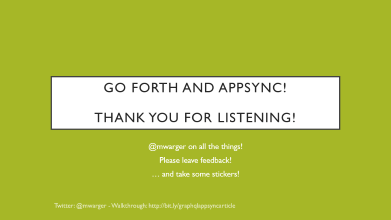 GO FORTH AND APPSYNC!
THANK YOU FOR LISTENING!
@mwarger on all the things!
Please leave feedback!
... and take some stickers!
Twitter: @mwarger - Walkthrough: http://bit.ly/graphqlappsyncarticle